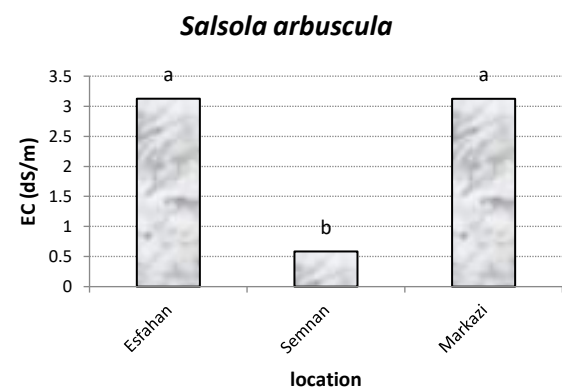 Salsola arbuscula
EC (dS/m)
3.5
3
2.5
2
1.5
1
0.5
0
a
b
a
Esfahan
Semnan
Markazi
location